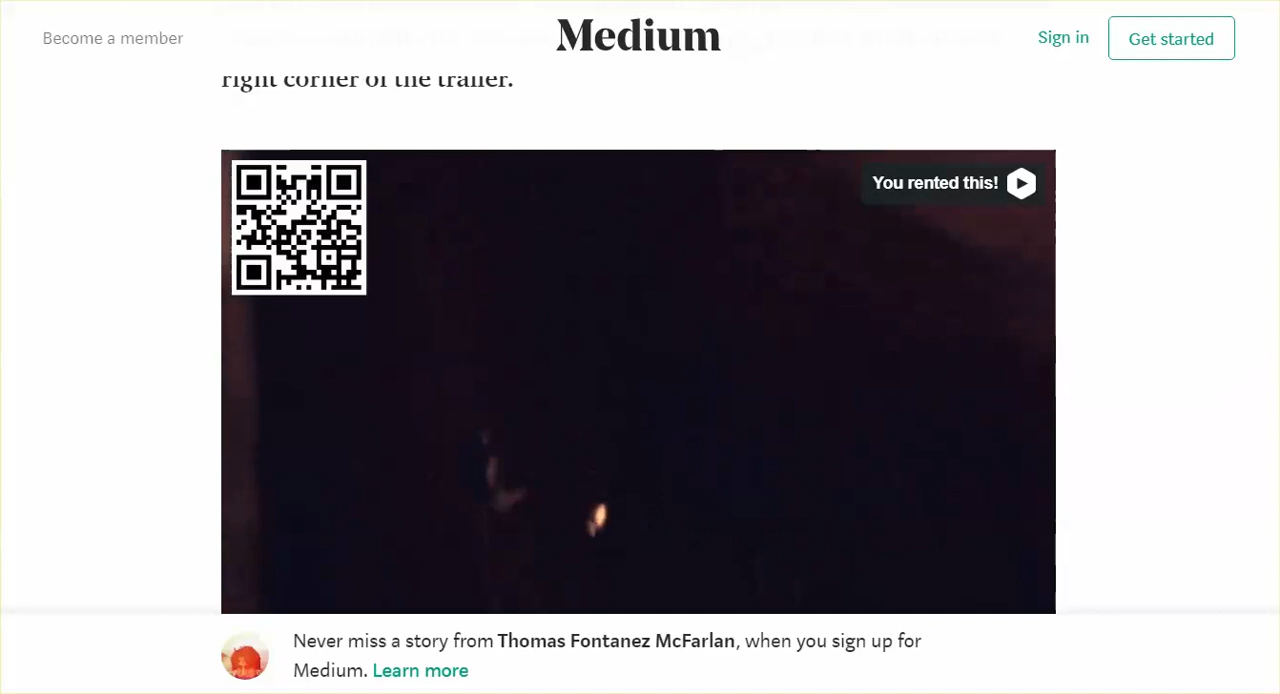 Become a member
Medium
Sign in
Get started
right corner of the trailer.
You rented this!
Never miss a story from Thomas Fontanez McFarlan, when you sign up for
Medium. Learn more